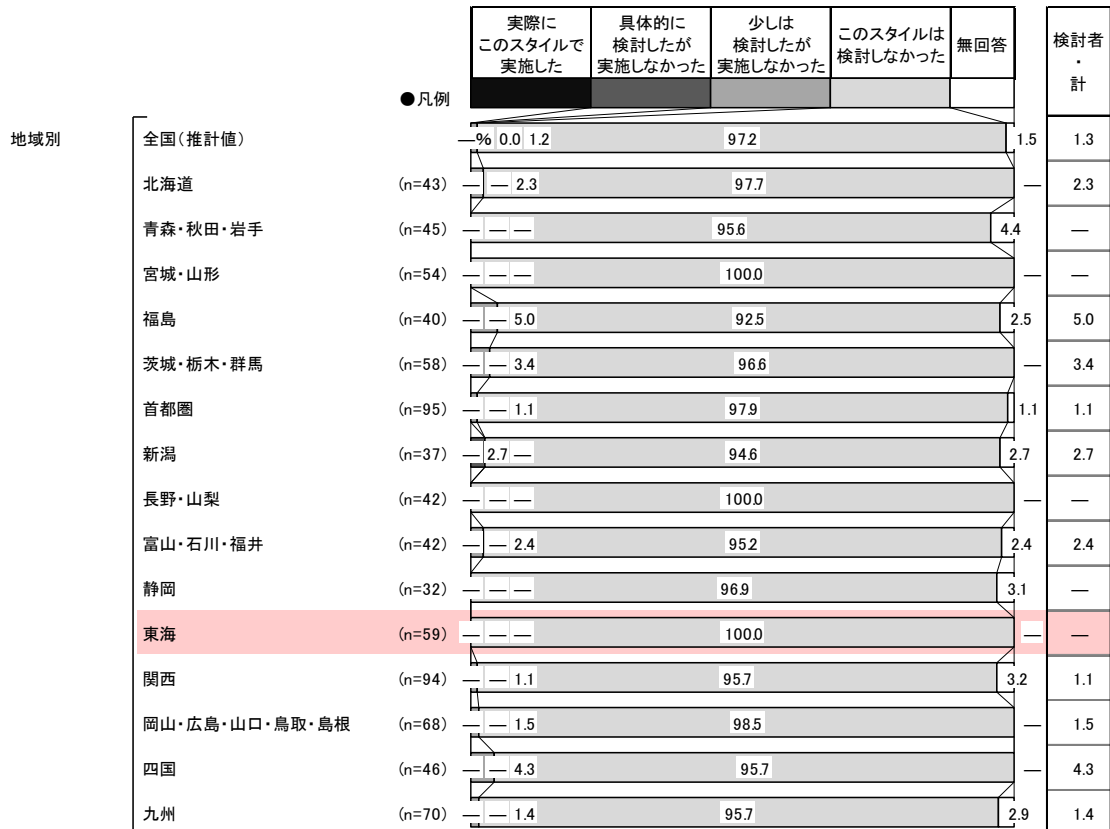 実際に
このスタイルで
実施した
具体的に
検討したが
実施しなかった
少しは
検討したが
実施しなかった
このスタイルは
検討しなかった
無回答
検討者
・
計
●凡例
地域別
全国(推計値) — % 0.0 1.2 97.2 1.5 1.3
北海道 (n=43) — — 2.3 97.7 — 2.3
青森・秋田・岩手 (n=45) — — — 95.6 4.4 —
宮城・山形 (n=54) — — — 100.0 — —
福島 (n=40) — — 5.0 92.5 2.5 5.0
茨城・栃木・群馬 (n=58) — — 3.4 96.6 — 3.4
首都圏 (n=95) — — 1.1 97.9 1.1 1.1
新潟 (n=37) — 2.7 — 94.6 2.7 2.7
長野・山梨 (n=42) — — — 100.0 — —
富山・石川・福井 (n=42) — — 2.4 95.2 2.4 2.4
静岡 (n=32) — — — 96.9 3.1 —
東海 (n=59) — — — 100.0 — —
関西 (n=94) — — 1.1 95.7 3.2 1.1
岡山・広島・山口・鳥取・島根 (n=68) — — 1.5 98.5 — 1.5
四国 (n=46) — — 4.3 95.7 — 4.3
九州 (n=70) — — 1.4 95.7 2.9 1.4